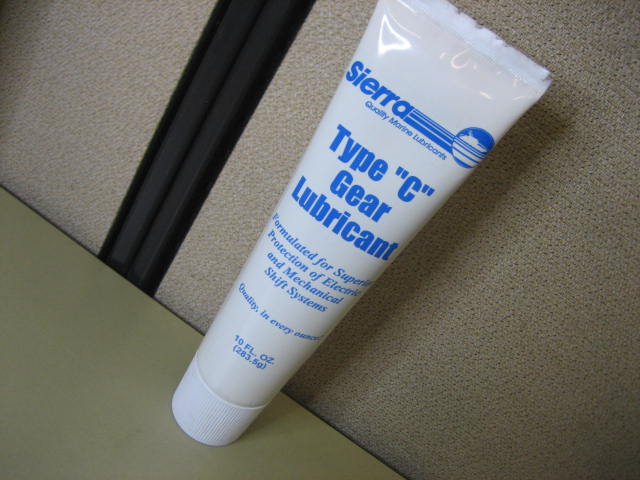 Sierra
Quality Marine Lubricants
Type "C"
Gear
Lubricant
Formulated for Superior
Protection of Electric
and Mechanical
Shift Systems
Quality, in every ounce
10 FL. OZ.
(283.5g)